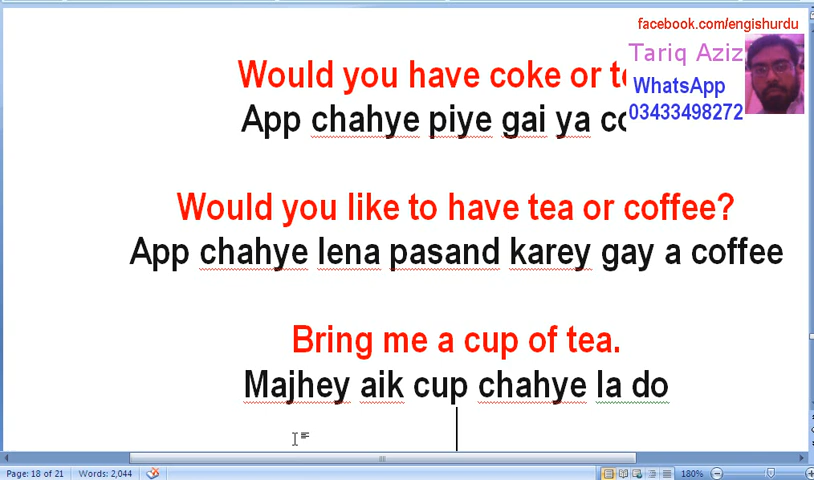 facebook.com/engishurdu
Tariq Aziz
WhatsApp
03433498272
Would you have coke or
App chahye piye gai ya
Would you like to have tea or coffee?
App chahye lena pasand karey gay a coffee
Bring me a cup of tea.
Majhey aik cup chahye la do
Page: 18 of 21 Words: 2,044 180%